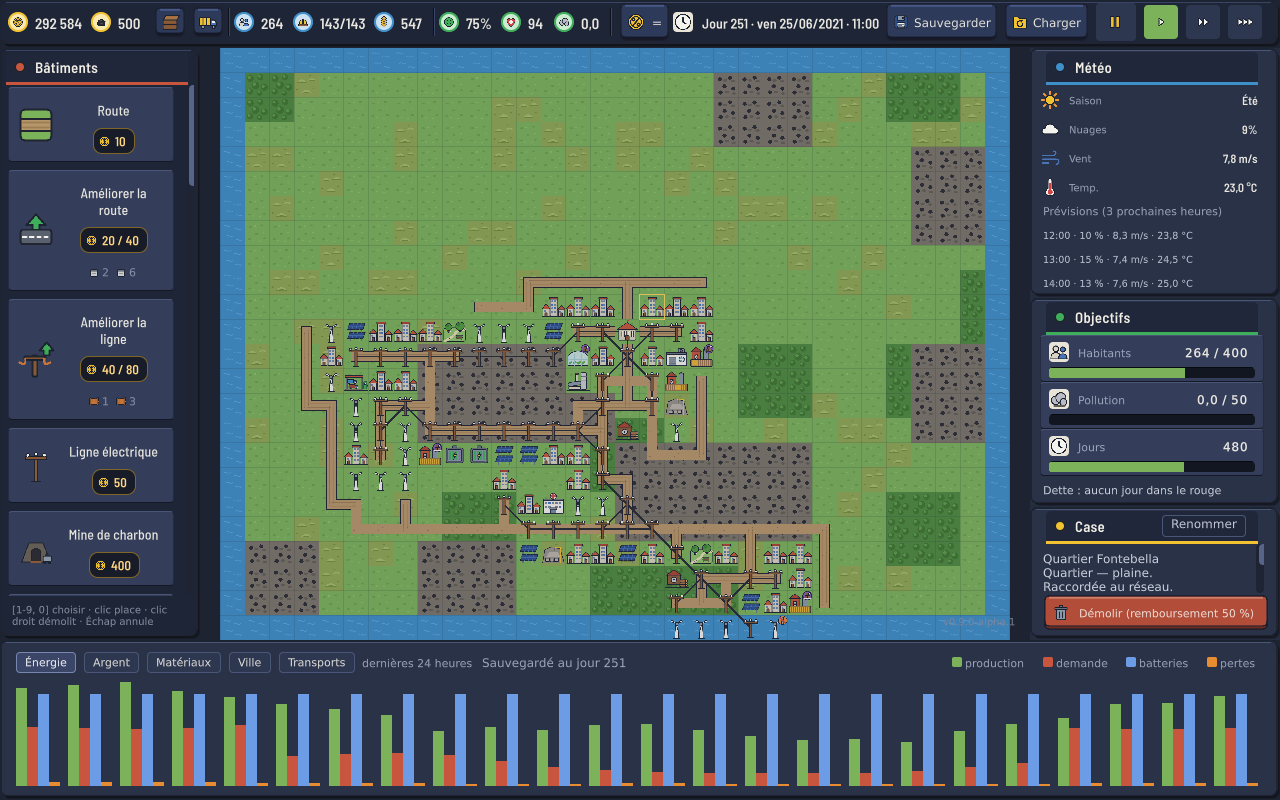 292 584
500
264
143/143
547
75%
94
0,0
=
Jour 251 · ven 25/06/2021 · 11:00
Sauvegarder
Charger
Bâtiments
Route
10
Améliorer la
route
20 / 40
2 6
Améliorer la
ligne
40 / 80
1 3
Ligne électrique
50
Mine de charbon
400
[1-9, 0] choisir · clic place · clic
droit démolit · Échap annule
v0.9.0-alpha.1
Météo
Saison
Été
Nuages
9%
Vent
7,8 m/s
Temp.
23,0 °C
Prévisions (3 prochaines heures)
12:00 · 10 % · 8,3 m/s · 23,8 °C
13:00 · 15 % · 7,4 m/s · 24,5 °C
14:00 · 13 % · 7,6 m/s · 25,0 °C
Objectifs
Habitants
264 / 400
Pollution
0,0 / 50
Jours
480
Dette : aucun jour dans le rouge
Case
Renommer
Quartier Fontebella
Quartier — plaine.
Raccordée au réseau.
Démolir (remboursement 50 %)
Énergie
Argent
Matériaux
Ville
Transports
dernières 24 heures
Sauvegardé au jour 251
production
demande
batteries
pertes